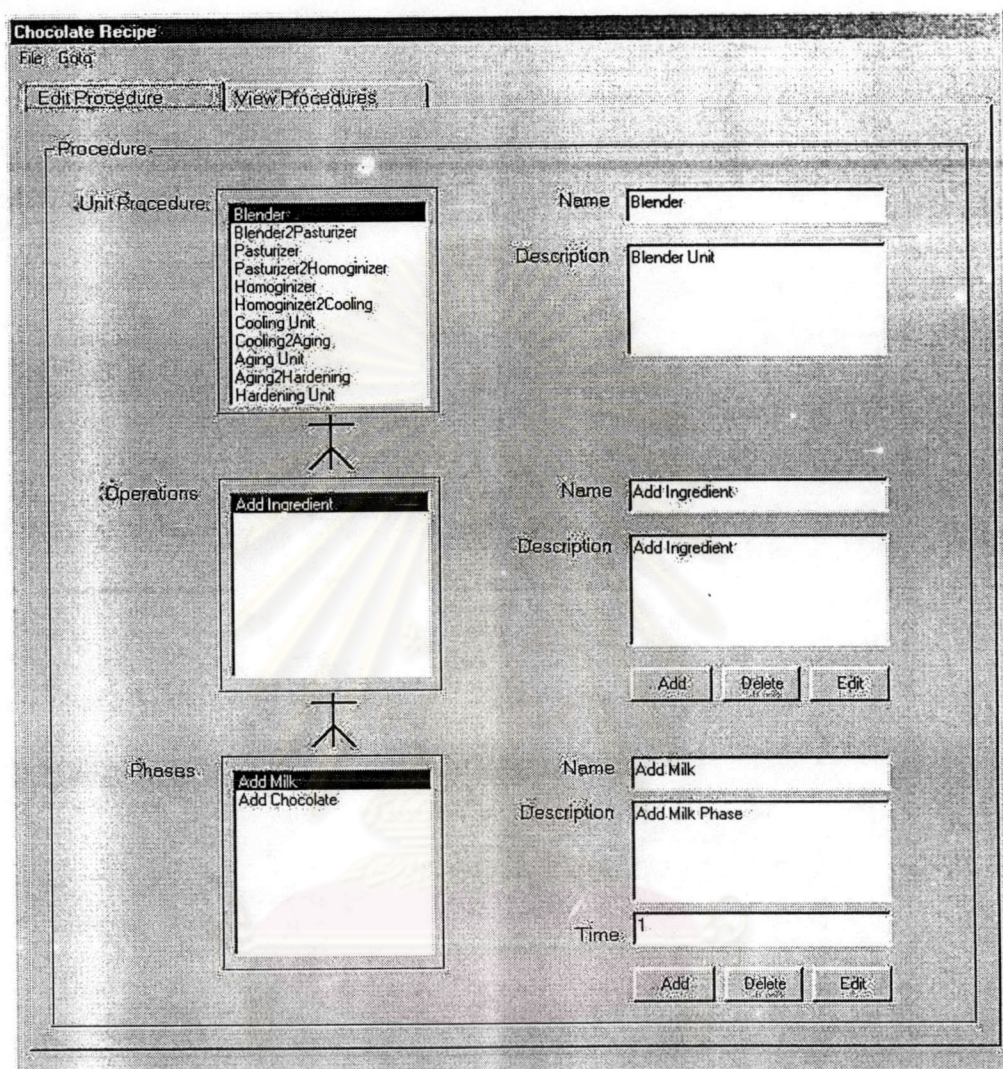 Chocolate Recipe
File Goto
Edit Procedure View Procedures
Procedure
Unit Procedure
Blender
Blender2Pasturizer
Pasturizer
Pasturizer2Homoginizer
Homoginizer
Homoginizer2Cooling
Cooling Unit
Cooling2Aging
Aging Unit
Aging2Hardening
Hardening Unit
Name Blender
Description Blender Unit
Operations
Add Ingredient
Name Add Ingredient
Description Add Ingredient
Add Delete Edit
Phases
Add Milk
Add Chocolate
Name Add Milk
Description Add Milk Phase
Time 1
Add Delete Edit